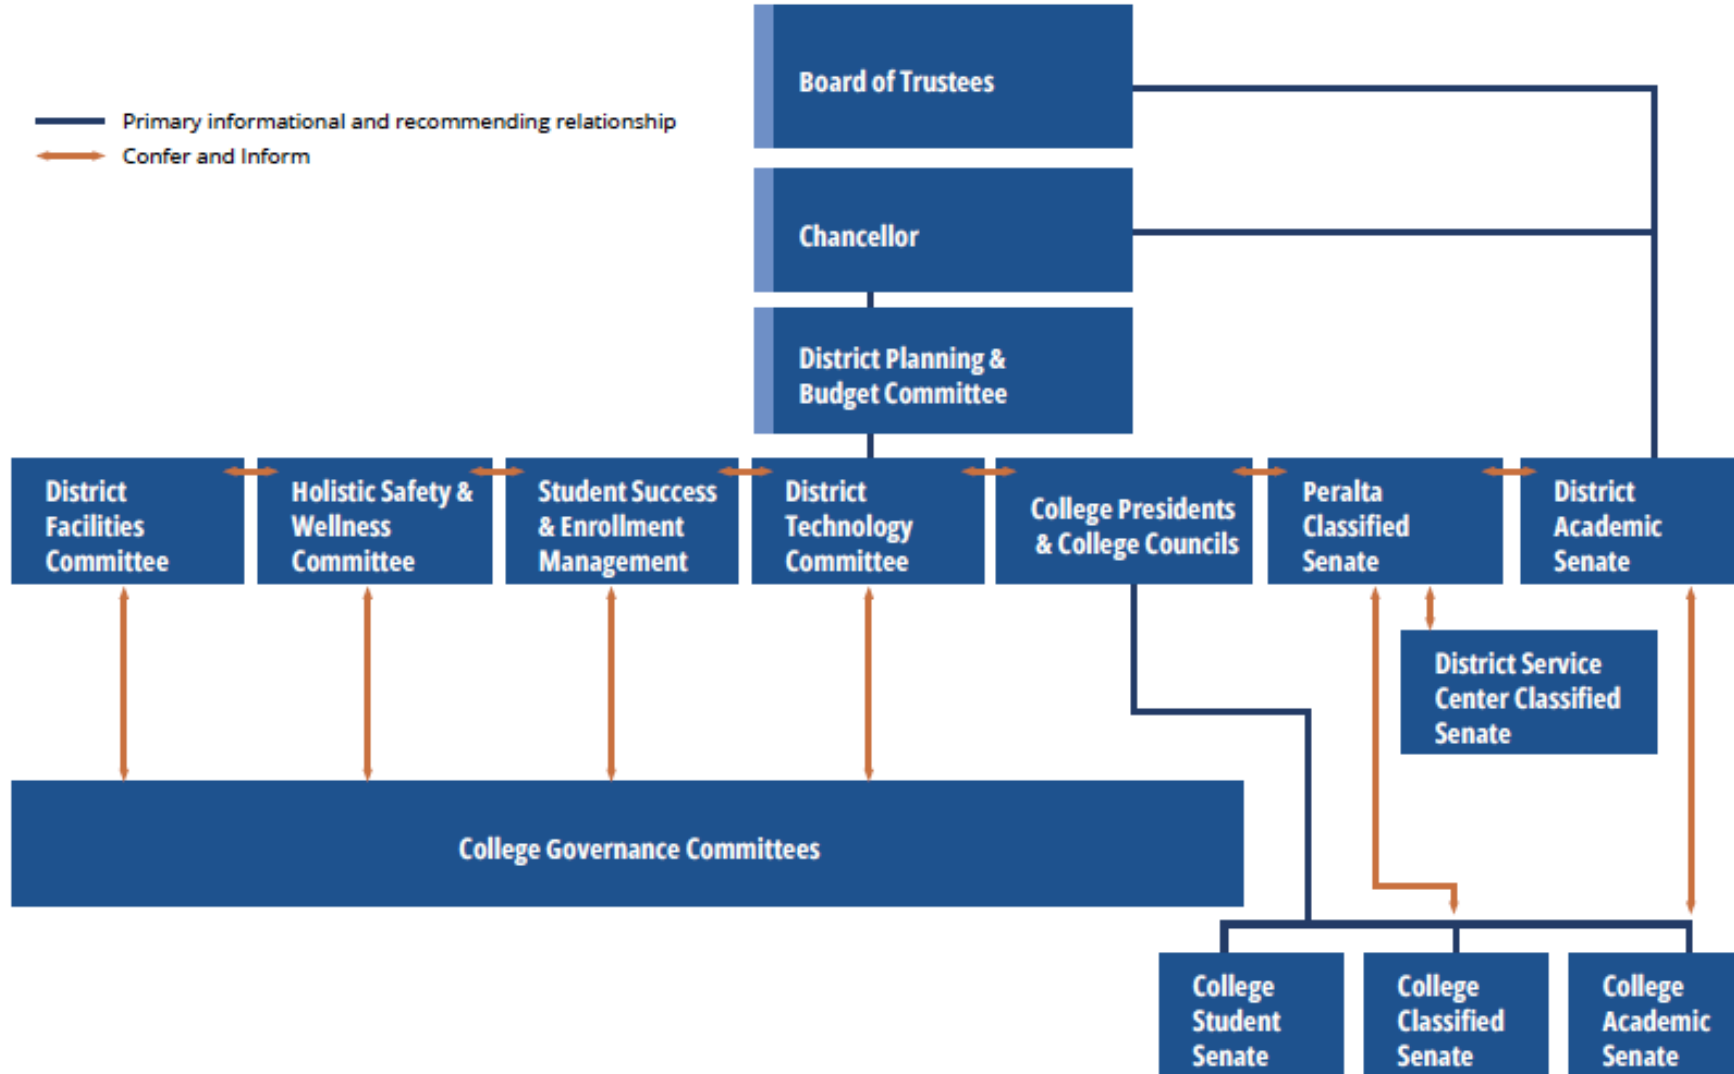 Board of Trustees
Primary informational and recommending relationship
Confer and Inform
Chancellor
District Planning &
Budget Committee
District
Facilities
Committee
Holistic Safety &
Wellness
Committee
Student Success
& Enrollment
Management
District
Technology
Committee
College Presidents
& College Councils
Peralta
Classified
Senate
District
Academic
Senate
District Service
Center Classified
Senate
College Governance Committees
College
Student
Senate
College
Classified
Senate
College
Academic
Senate